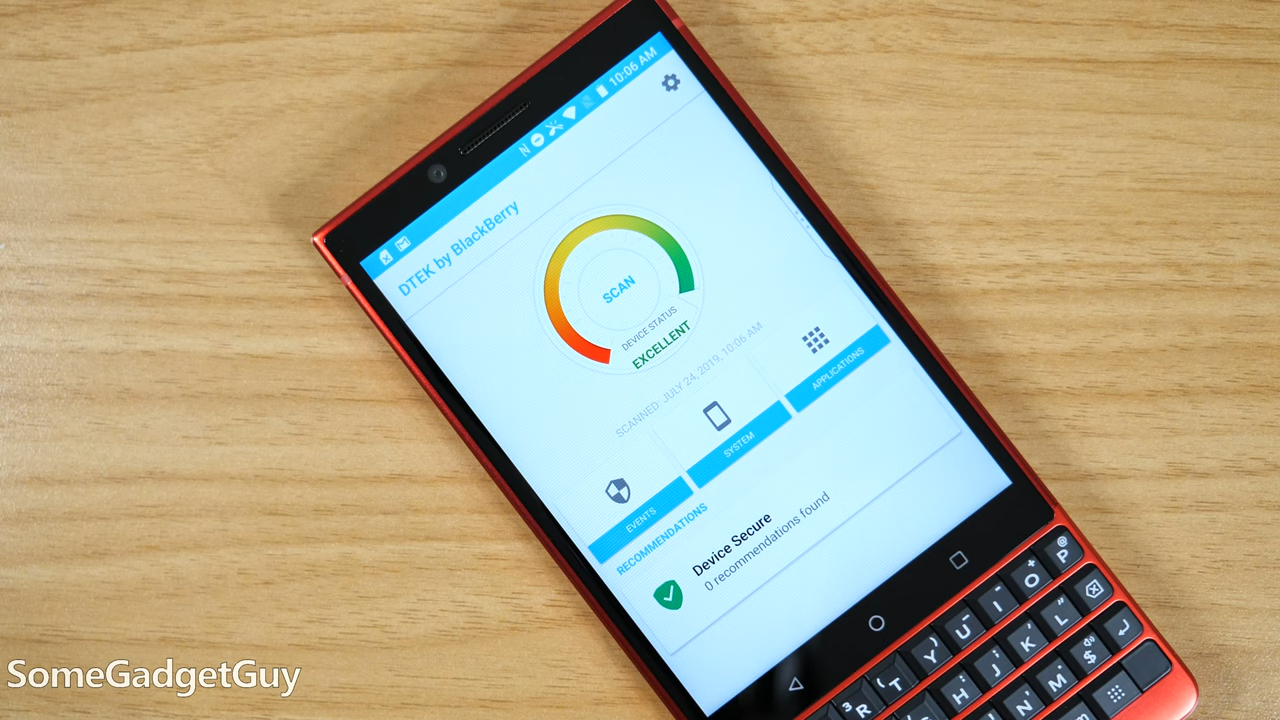 10:06 AM
DTEK by BlackBerry
SCAN
DEVICE STATUS
EXCELLENT
SCANNED: JULY 24, 2019, 10:06 AM
EVENTS
SYSTEM
APPLICATIONS
RECOMMENDATIONS
Device Secure
0 recommendations found
@ P
+ O
- I
_ U
) Y
( T
3 R
" L
' K
; J
: H
$
M
N
SomeGadgetGuy